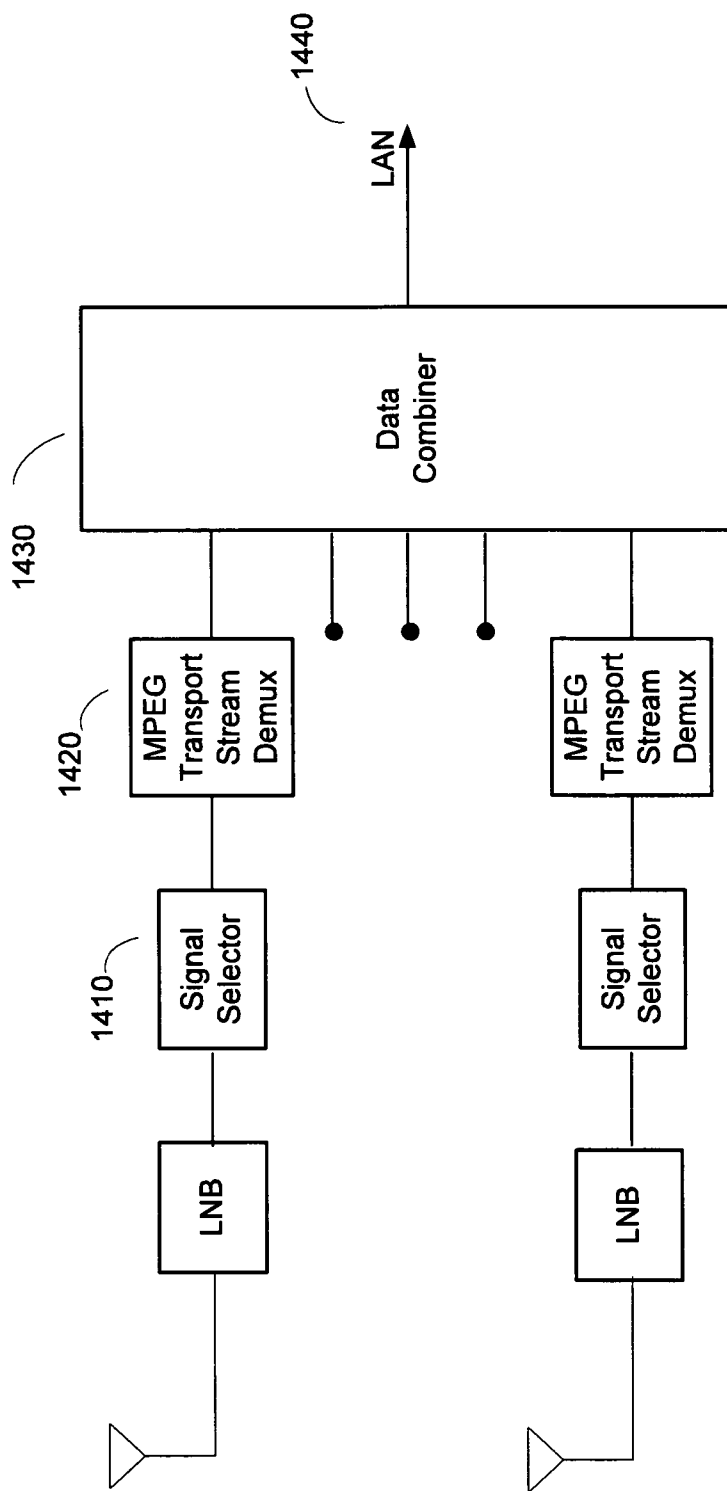 LNB
1410
Signal
Selector
1420
MPEG
Transport
Stream
Demux
1430
Data
Combiner
LAN
1440
LNB
Signal
Selector
MPEG
Transport
Stream
Demux